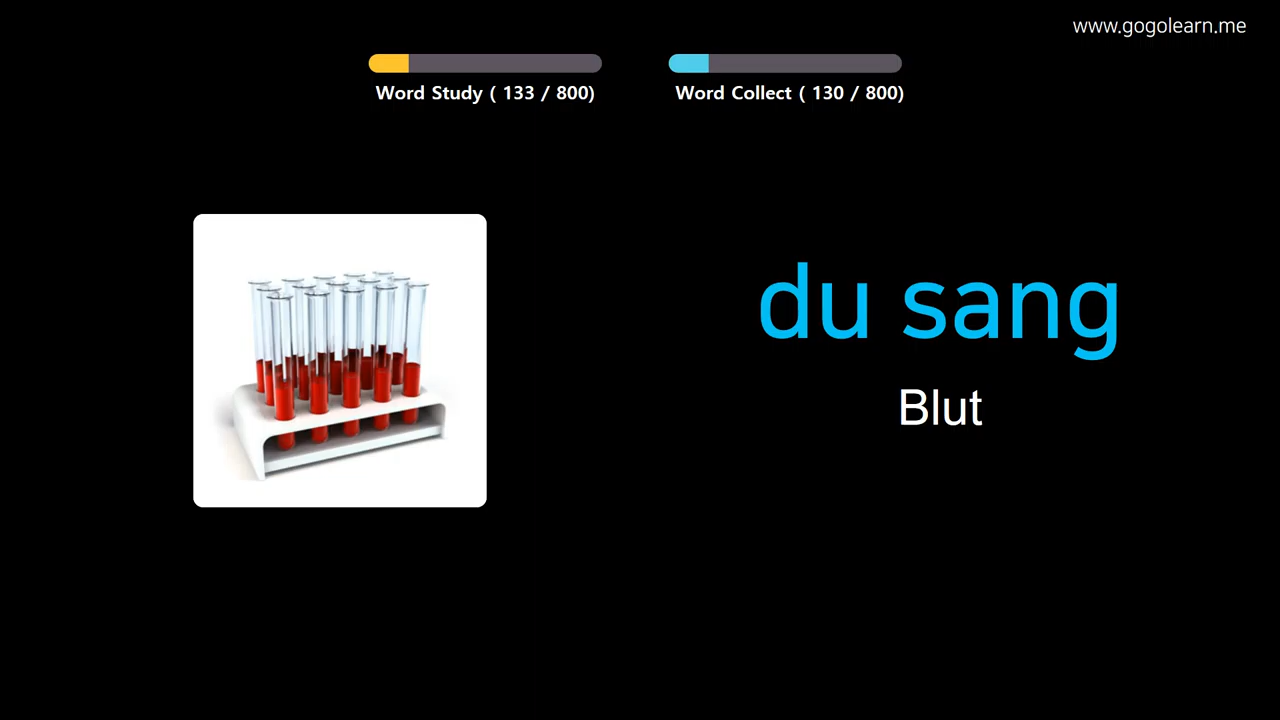 www.gogolearn.me
Word Study ( 133 / 800)
Word Collect ( 130 / 800)
du sang
Blut